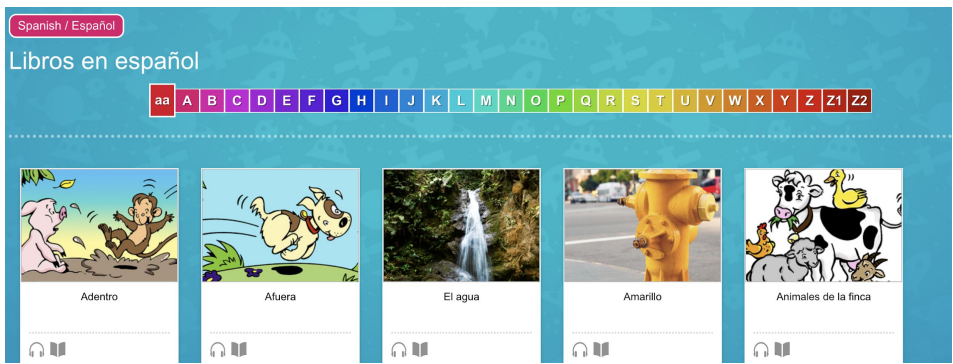 Spanish / Español
Libros en español
aa A B C D E F G H I J K L M N O P Q R S T U V W X Y Z Z1 Z2
Adentro
Afuera
El agua
Amarillo
Animales de la finca